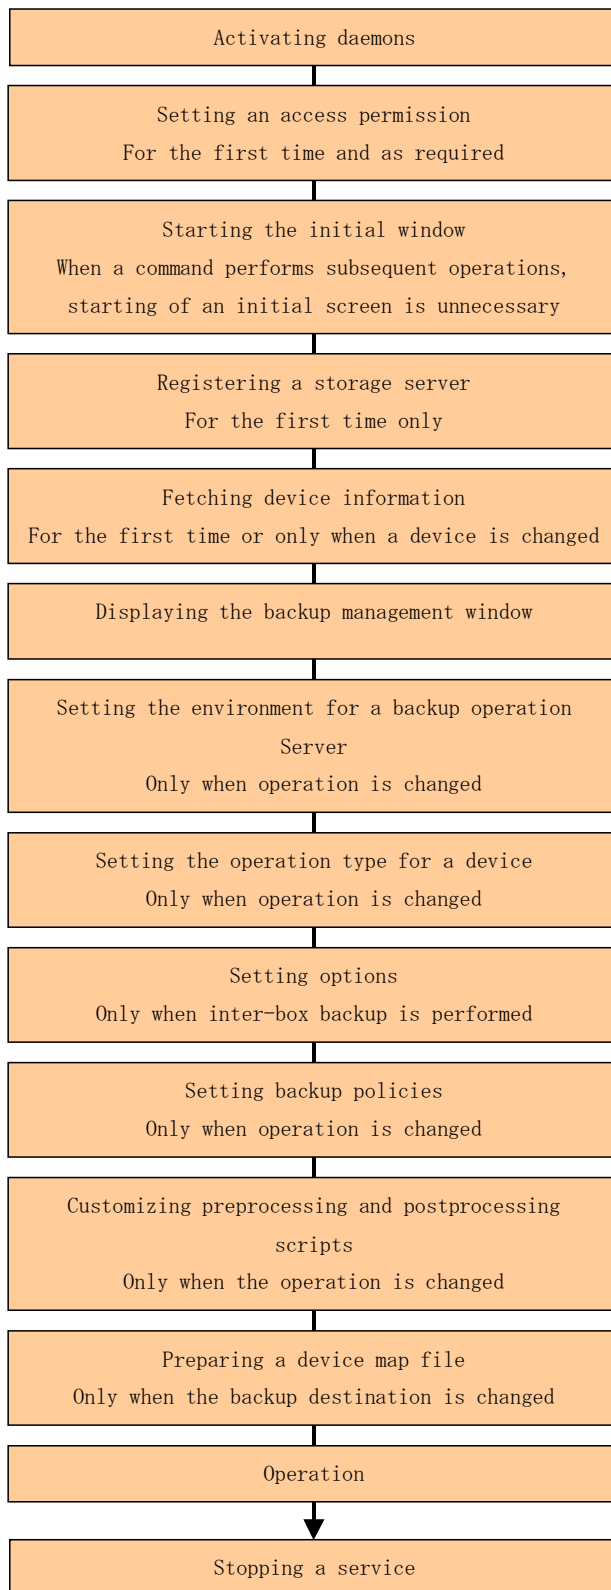 Activating daemons
Setting an access permission
For the first time and as required
Starting the initial window
When a command performs subsequent operations,
starting of an initial screen is unnecessary
Registering a storage server
For the first time only
Fetching device information
For the first time or only when a device is changed
Displaying the backup management window
Setting the environment for a backup operation
Server
Only when operation is changed
Setting the operation type for a device
Only when operation is changed
Setting options
Only when inter-box backup is performed
Setting backup policies
Only when operation is changed
Customizing preprocessing and postprocessing
scripts
Only when the operation is changed
Preparing a device map file
Only when the backup destination is changed
Operation
Stopping a service